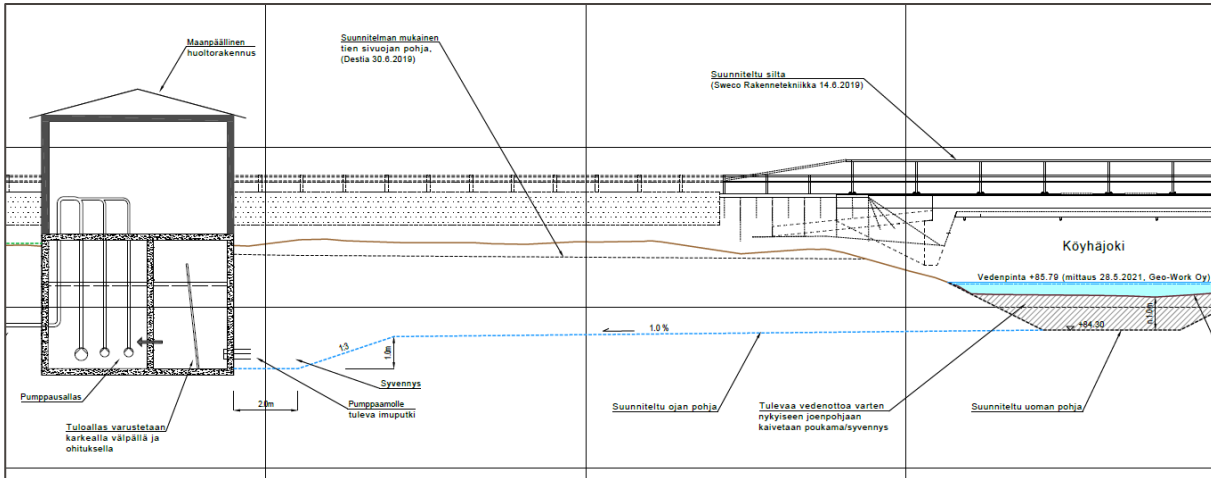 Maanpäällinen
huoltorakennus
Suunnitelman mukainen
tien sivuojan pohja,
(Destia 30.6.2019)
Suunniteltu silta
(Sweco Rakennetekniikka 14.6.2019)
Köyhäjoki
Vedenpinta +85.79 (mittaus 28.5.2021, Geo-Work Oy)
+84.30
n.1.0m
1.0 %
1:3
1.0m
2.0m
Pumppausallas
Tuloallas varustetaan
karkealla välpällä ja
ohituksella
Syvennys
Pumppaamolle
tuleva imuputki
Suunniteltu ojan pohja
Tulevaa vedenottoa varten
nykyiseen joenpohjaan
kaivetaan poukama/syvennys
Suunniteltu uoman pohja